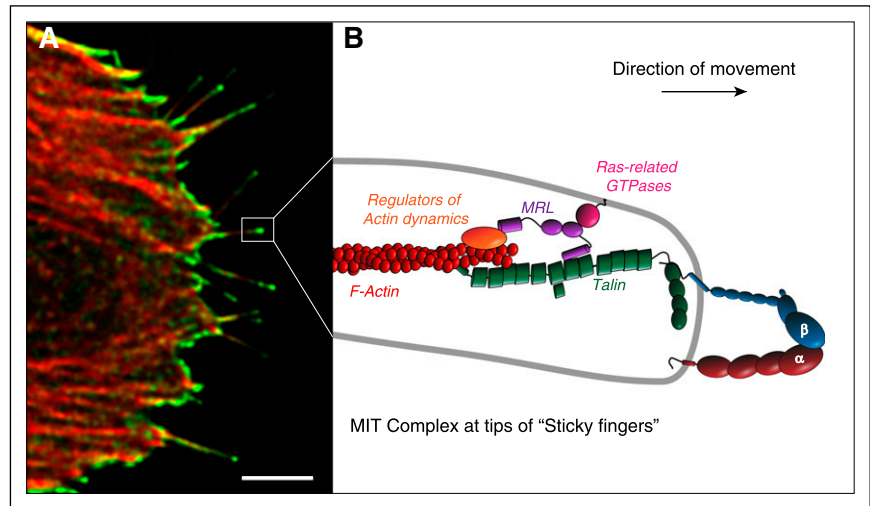 A
B
Direction of movement
Ras-related
GTPases
Regulators of
Actin dynamics
MRL
F-Actin
Talin
β
α
MIT Complex at tips of “Sticky fingers”